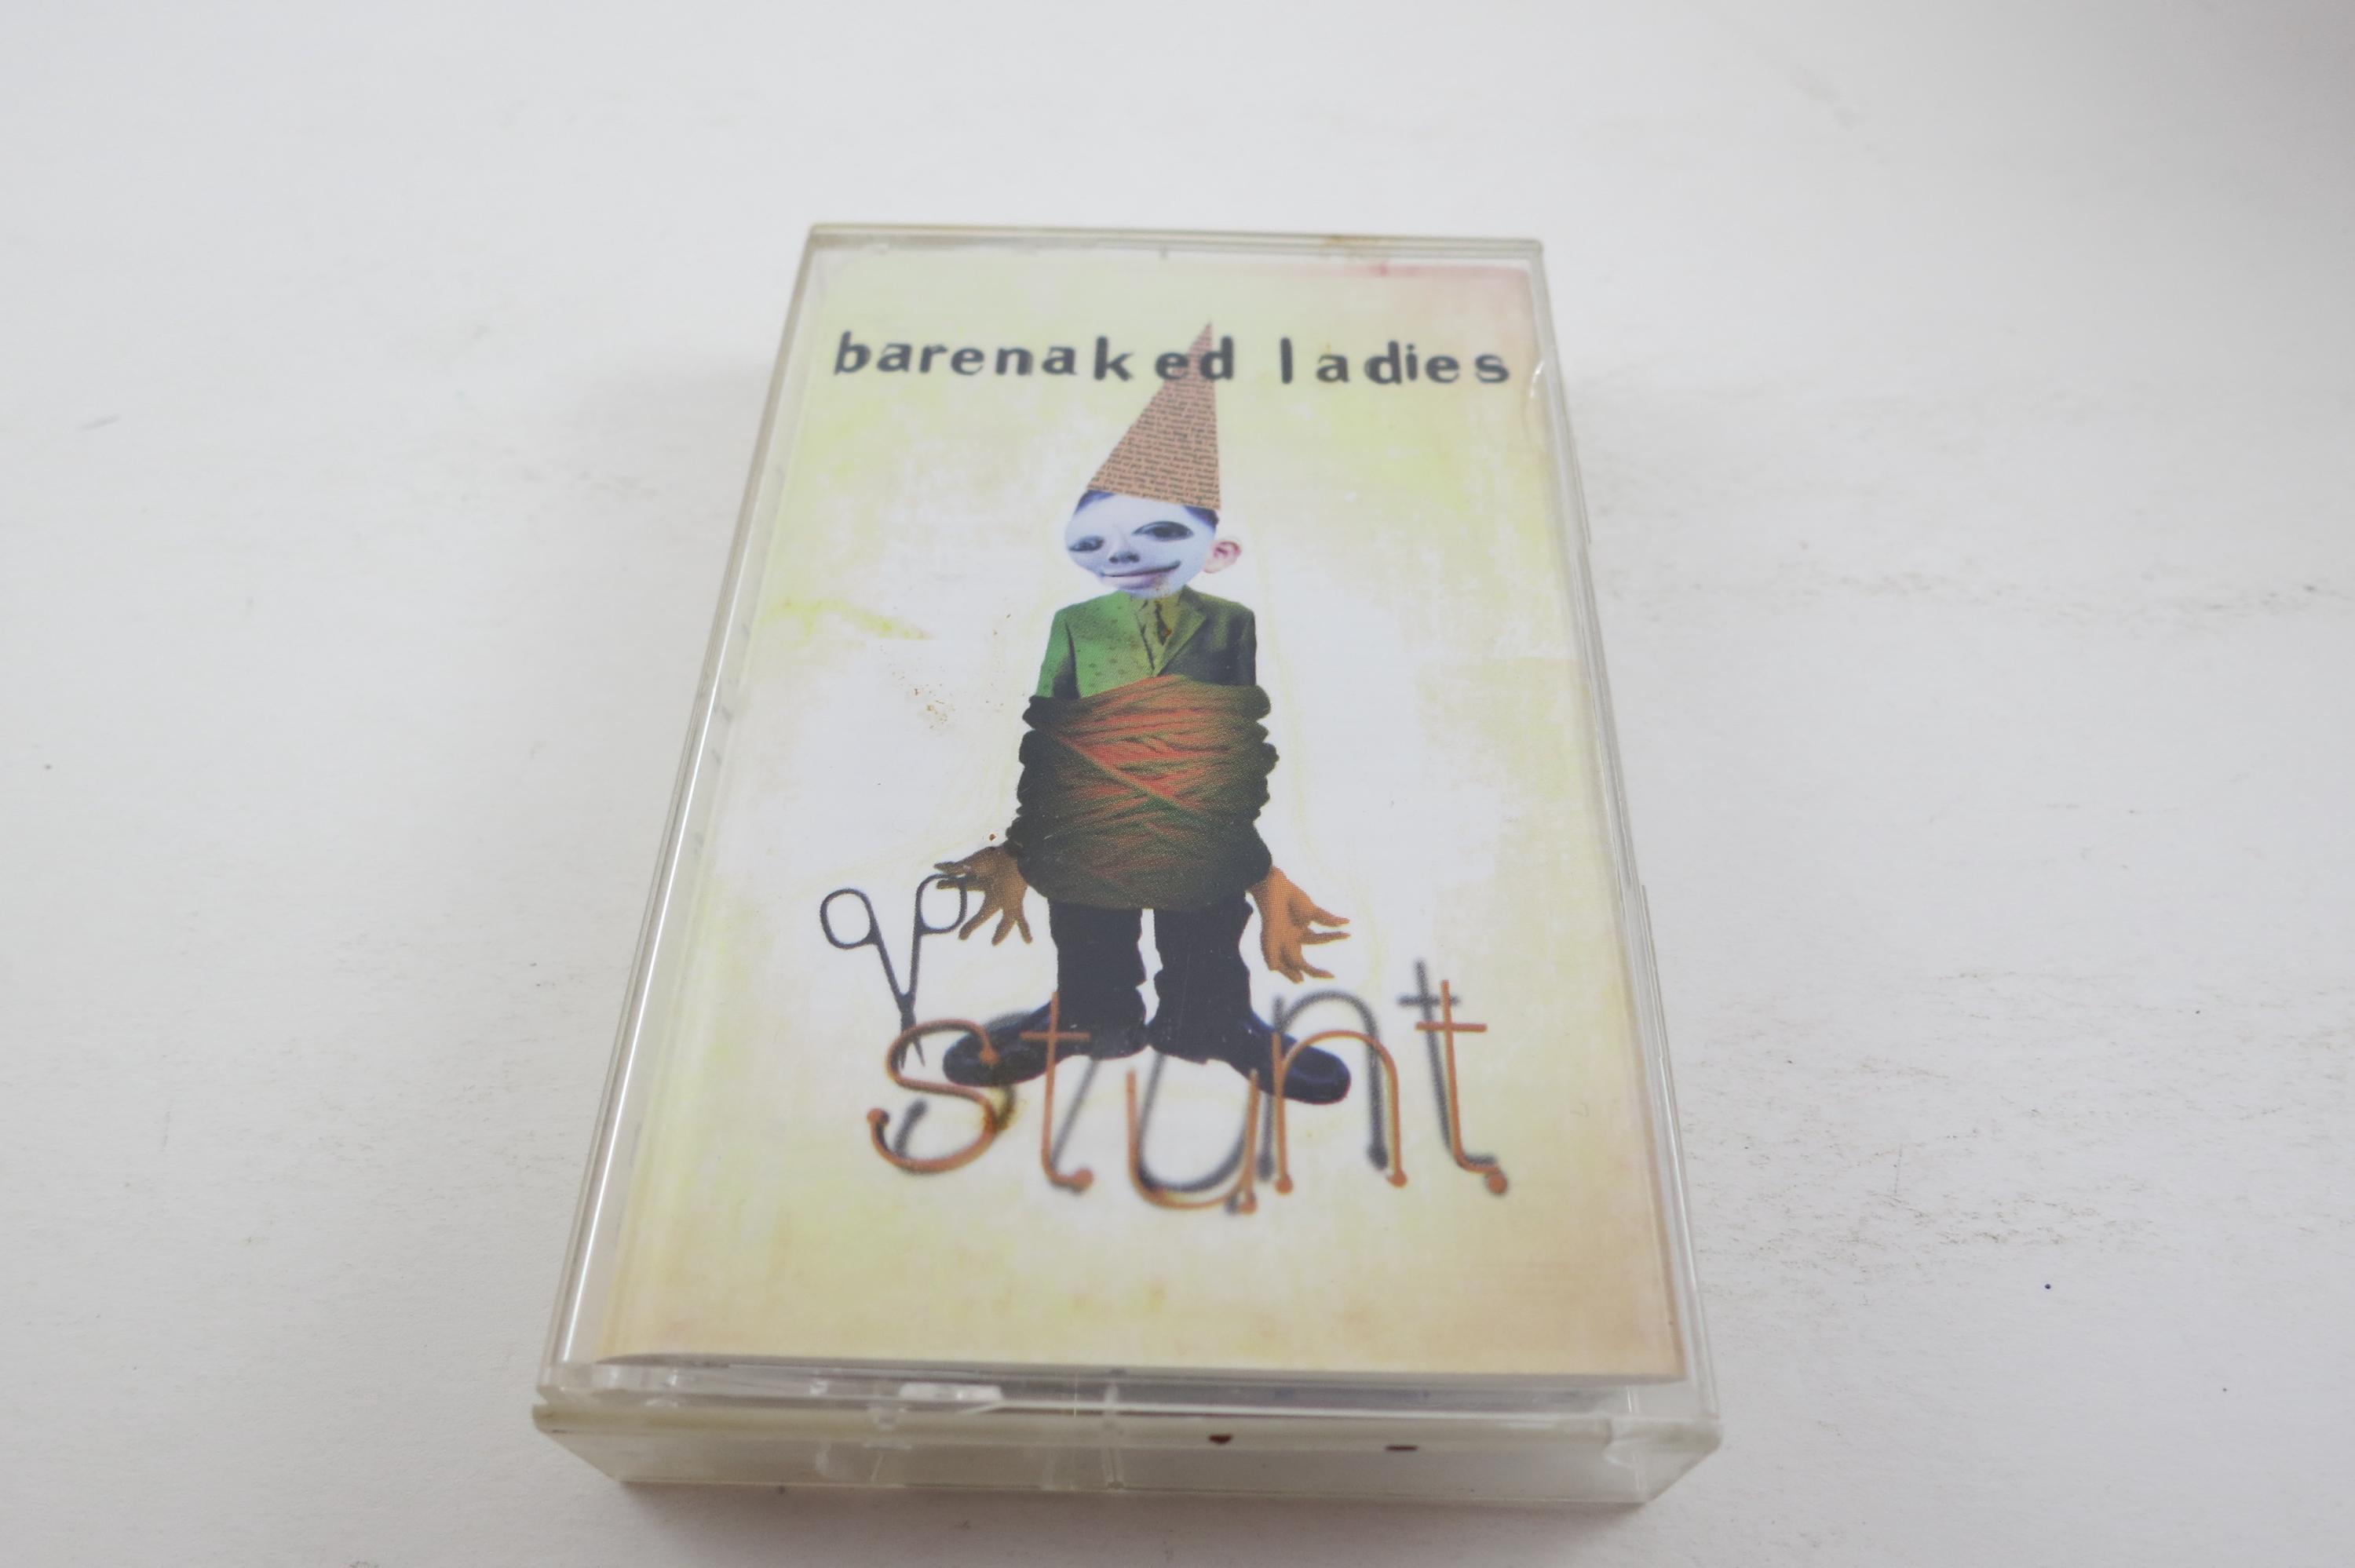 barenaked ladies
stunt